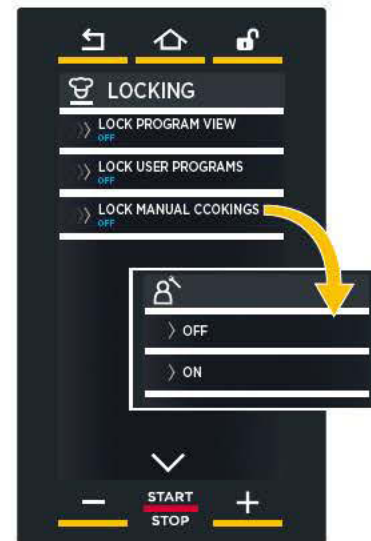 LOCKING
LOCK PROGRAM VIEW
OFF
LOCK USER PROGRAMS
OFF
LOCK MANUAL CCOKINGS
OFF
OFF
ON
START
STOP